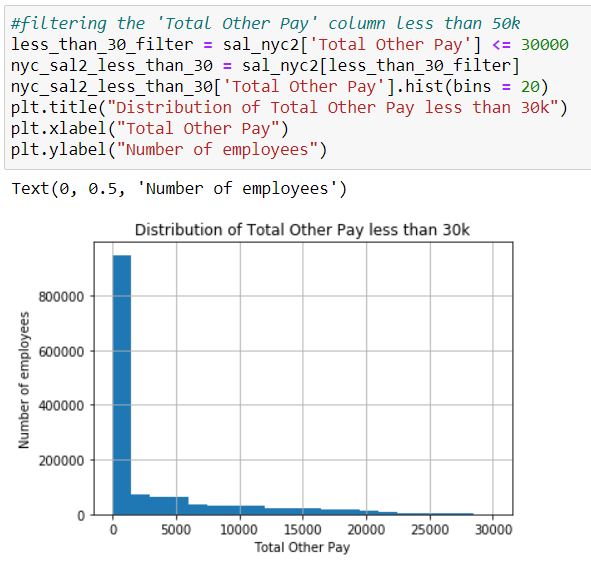 #filtering the 'Total Other Pay' column less than 50k
less_than_30_filter = sal_nyc2['Total Other Pay'] <= 30000
nyc_sal2_less_than_30 = sal_nyc2[less_than_30_filter]
nyc_sal2_less_than_30['Total Other Pay'].hist(bins = 20)
plt.title("Distribution of Total Other Pay less than 30k")
plt.xlabel("Total Other Pay")
plt.ylabel("Number of employees")
Text(0, 0.5, 'Number of employees')
Distribution of Total Other Pay less than 30k
Number of employees
800000
600000
400000
200000
0
0 5000 10000 15000 20000 25000 30000
Total Other Pay